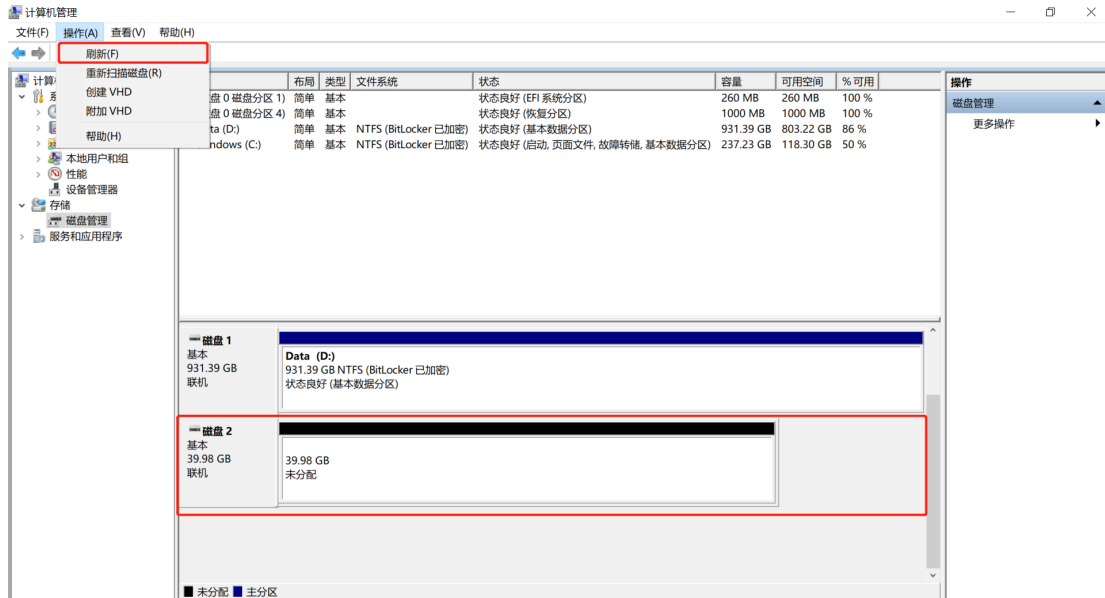 计算机管理
文件(F) 操作(A) 查看(V) 帮助(H)
刷新(F)
重新扫描磁盘(R)
创建 VHD
附加 VHD
帮助(H)
计算
本地用户和组
性能
设备管理器
存储
磁盘管理
服务和应用程序
布局 类型 文件系统 状态 容量 可用空间 % 可用
盘 0 磁盘分区 1) 简单 基本 状态良好 (EFI 系统分区) 260 MB 260 MB 100 %
盘 0 磁盘分区 4) 简单 基本 状态良好 (恢复分区) 1000 MB 1000 MB 100 %
ta (D:) 简单 基本 NTFS (BitLocker 已加密) 状态良好 (基本数据分区) 931.39 GB 803.22 GB 86 %
ndows (C:) 简单 基本 NTFS (BitLocker 已加密) 状态良好 (启动, 页面文件, 故障转储, 基本数据分区) 237.23 GB 118.30 GB 50 %
磁盘 1
基本
931.39 GB
联机
Data (D:)
931.39 GB NTFS (BitLocker 已加密)
状态良好 (基本数据分区)
磁盘 2
基本
39.98 GB
联机
39.98 GB
未分配
未分配 主分区
操作
磁盘管理
更多操作